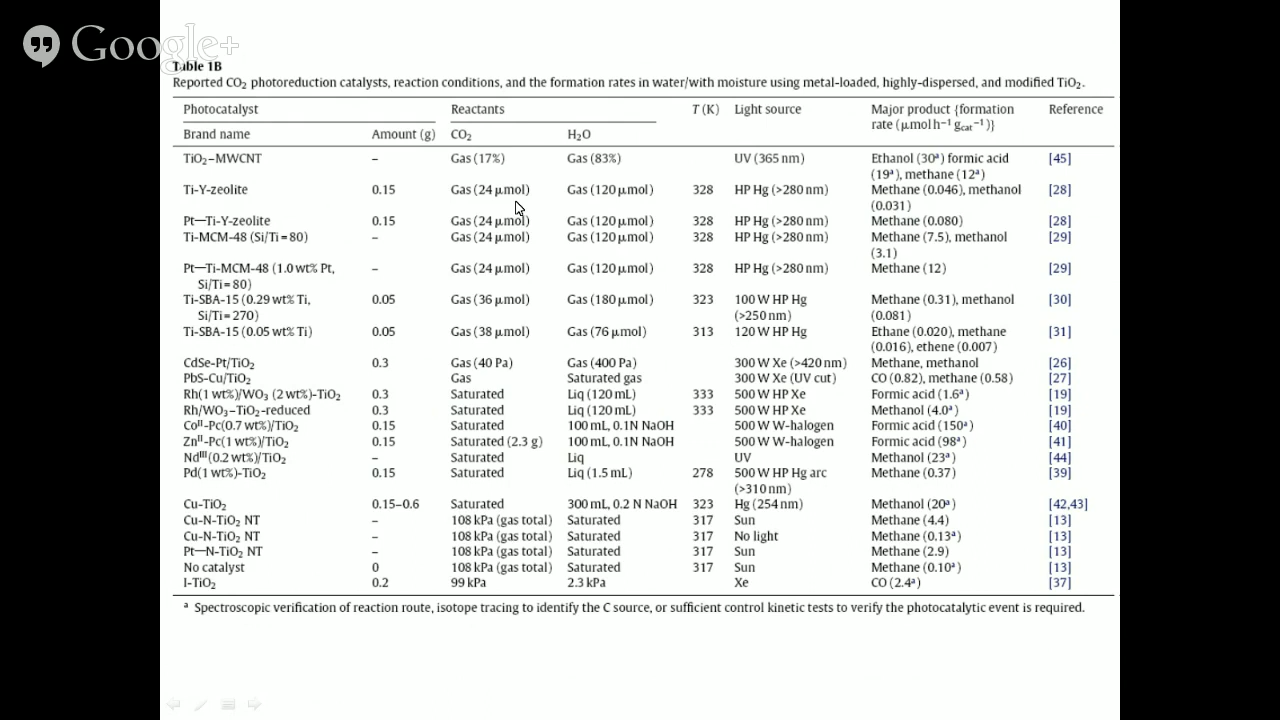 Google+
Table 1B
Reported CO₂ photoreduction catalysts, reaction conditions, and the formation rates in water/with moisture using metal-loaded, highly-dispersed, and modified TiO₂.
Photocatalyst Reactants T (K) Light source Major product {formation Reference
rate (μmol h⁻¹ g_cat⁻¹)}
Brand name Amount (g) CO₂ H₂O
TiO₂–MWCNT – Gas (17%) Gas (83%) UV (365 nm) Ethanol (30ᵃ) formic acid [45]
(19ᵃ), methane (12ᵃ)
Ti-Y-zeolite 0.15 Gas (24 μmol) Gas (120 μmol) 328 HP Hg (>280 nm) Methane (0.046), methanol [28]
(0.031)
Pt—Ti-Y-zeolite 0.15 Gas (24 μmol) Gas (120 μmol) 328 HP Hg (>280 nm) Methane (0.080) [28]
Ti-MCM-48 (Si/Ti = 80) – Gas (24 μmol) Gas (120 μmol) 328 HP Hg (>280 nm) Methane (7.5), methanol [29]
(3.1)
Pt—Ti-MCM-48 (1.0 wt% Pt, – Gas (24 μmol) Gas (120 μmol) 328 HP Hg (>280 nm) Methane (12) [29]
Si/Ti = 80)
Ti-SBA-15 (0.29 wt% Ti, 0.05 Gas (36 μmol) Gas (180 μmol) 323 100 W HP Hg Methane (0.31), methanol [30]
Si/Ti = 270) (>250 nm) (0.081)
Ti-SBA-15 (0.05 wt% Ti) 0.05 Gas (38 μmol) Gas (76 μmol) 313 120 W HP Hg Ethane (0.020), methane [31]
(0.016), ethene (0.007)
CdSe-Pt/TiO₂ 0.3 Gas (40 Pa) Gas (400 Pa) 300 W Xe (>420 nm) Methane, methanol [26]
PbS-Cu/TiO₂ Gas Saturated gas 300 W Xe (UV cut) CO (0.82), methane (0.58) [27]
Rh(1 wt%)/WO₃ (2 wt%)-TiO₂ 0.3 Saturated Liq (120 mL) 333 500 W HP Xe Formic acid (1.6ᵃ) [19]
Rh/WO₃–TiO₂-reduced 0.3 Saturated Liq (120 mL) 333 500 W HP Xe Methanol (4.0ᵃ) [19]
Coᴵᴵ-Pc(0.7 wt%)/TiO₂ 0.15 Saturated 100 mL, 0.1N NaOH 500 W W-halogen Formic acid (150ᵃ) [40]
Znᴵᴵ-Pc(1 wt%)/TiO₂ 0.15 Saturated (2.3 g) 100 mL, 0.1N NaOH 500 W W-halogen Formic acid (98ᵃ) [41]
Ndᴵᴵᴵ(0.2 wt%)/TiO₂ – Saturated Liq UV Methanol (23ᵃ) [44]
Pd(1 wt%)-TiO₂ 0.15 Saturated Liq (1.5 mL) 278 500 W HP Hg arc Methane (0.37) [39]
(>310 nm)
Cu-TiO₂ 0.15–0.6 Saturated 300 mL, 0.2 N NaOH 323 Hg (254 nm) Methanol (20ᵃ) [42,43]
Cu-N-TiO₂ NT – 108 kPa (gas total) Saturated 317 Sun Methane (4.4) [13]
Cu-N-TiO₂ NT – 108 kPa (gas total) Saturated 317 No light Methane (0.13ᵃ) [13]
Pt—N-TiO₂ NT – 108 kPa (gas total) Saturated 317 Sun Methane (2.9) [13]
No catalyst 0 108 kPa (gas total) Saturated 317 Sun Methane (0.10ᵃ) [13]
I-TiO₂ 0.2 99 kPa 2.3 kPa Xe CO (2.4ᵃ) [37]
ᵃ Spectroscopic verification of reaction route, isotope tracing to identify the C source, or sufficient control kinetic tests to verify the photocatalytic event is required.